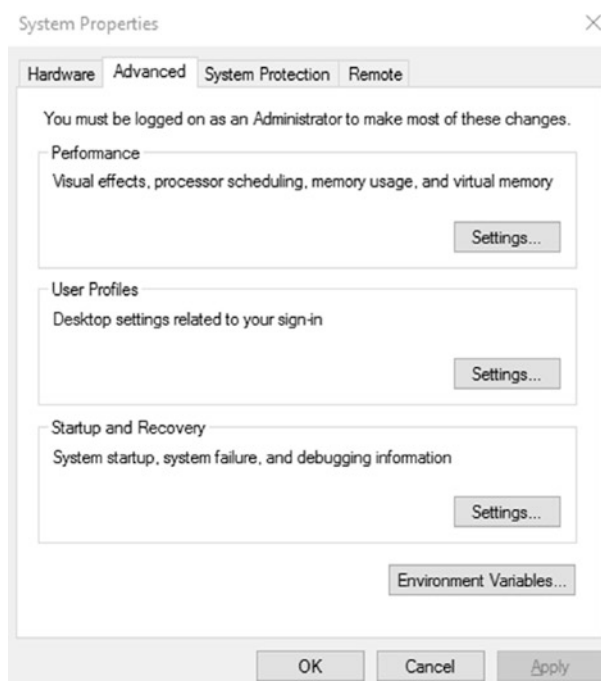 System Properties
Hardware Advanced System Protection Remote
You must be logged on as an Administrator to make most of these changes.
Performance
Visual effects, processor scheduling, memory usage, and virtual memory
Settings...
User Profiles
Desktop settings related to your sign-in
Settings...
Startup and Recovery
System startup, system failure, and debugging information
Settings...
Environment Variables...
OK Cancel Apply